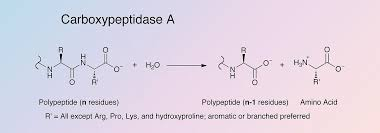 Carboxypeptidase A
R H O N N O⁻ H O R' + H₂O R O N O⁻ H + H₃N⁺ O O⁻ R'
Polypeptide (n residues) Polypeptide (n-1 residues) Amino Acid
R' = All except Arg, Pro, Lys, and hydroxyproline; aromatic or branched preferred